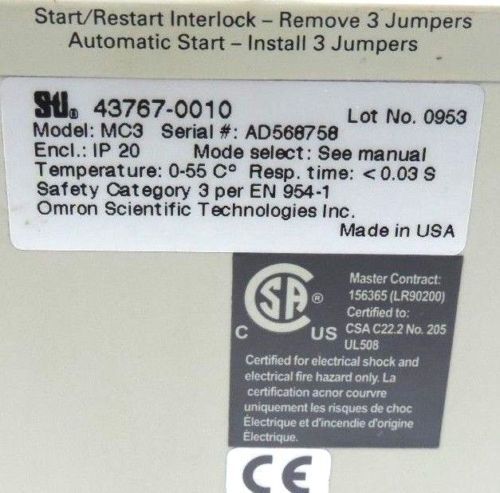 Start/Restart Interlock – Remove 3 Jumpers
Automatic Start – Install 3 Jumpers
STI® 43767-0010 Lot No. 0953
Model: MC3 Serial #: AD568758
Encl.: IP 20 Mode select: See manual
Temperature: 0-55 C° Resp. time: < 0.03 S
Safety Category 3 per EN 954-1
Omron Scientific Technologies Inc.
Made in USA
CSA ®
C US
Master Contract:
156365 (LR90200)
Certified to:
CSA C22.2 No. 205
UL508
Certified for electrical shock and
electrical fire hazard only. La
certification acnor courvre
uniquement les risques de choc
Électrique et d'incendie d'origine
Électrique.
CE